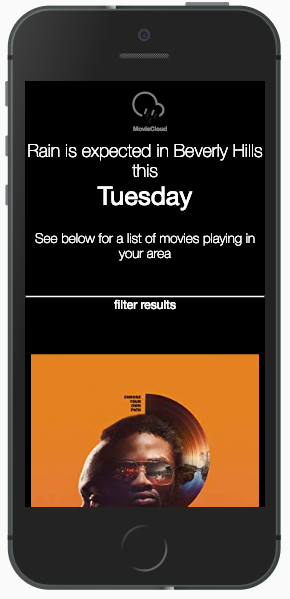 MovieCloud
Rain is expected in Beverly Hills
this
Tuesday
See below for a list of movies playing in
your area
filter results
CHOOSE
YOUR
OWN
PATH